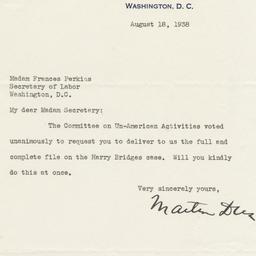 WASHINGTON, D. C.
August 18, 1938
Madam Frances Perkins
Secretary of Labor
Washington, D.C.
My dear Madam Secretary:
The Committee on Un-American Activities voted
unanimously to request you to deliver to us the full and
complete file on the Harry Bridges case. Will you kindly
do this at once.
Very sincerely yours,
Martin Dies